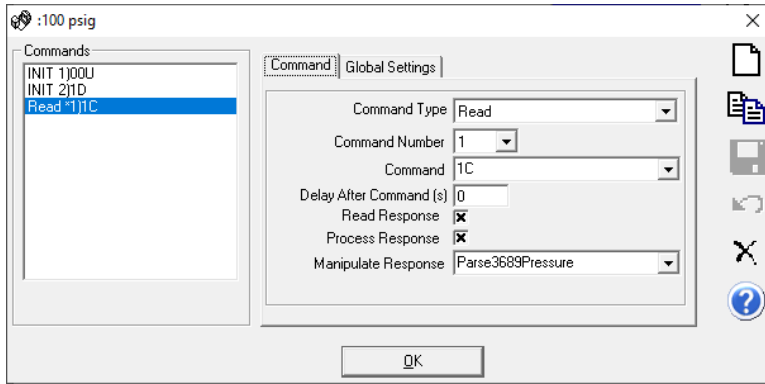 :100 psig
Commands
INIT 1)00U
INIT 2)1D
Read *1)1C
Command
Global Settings
Command Type Read
Command Number 1
Command 1C
Delay After Command (s) 0
Read Response
Process Response
Manipulate Response Parse3689Pressure
OK